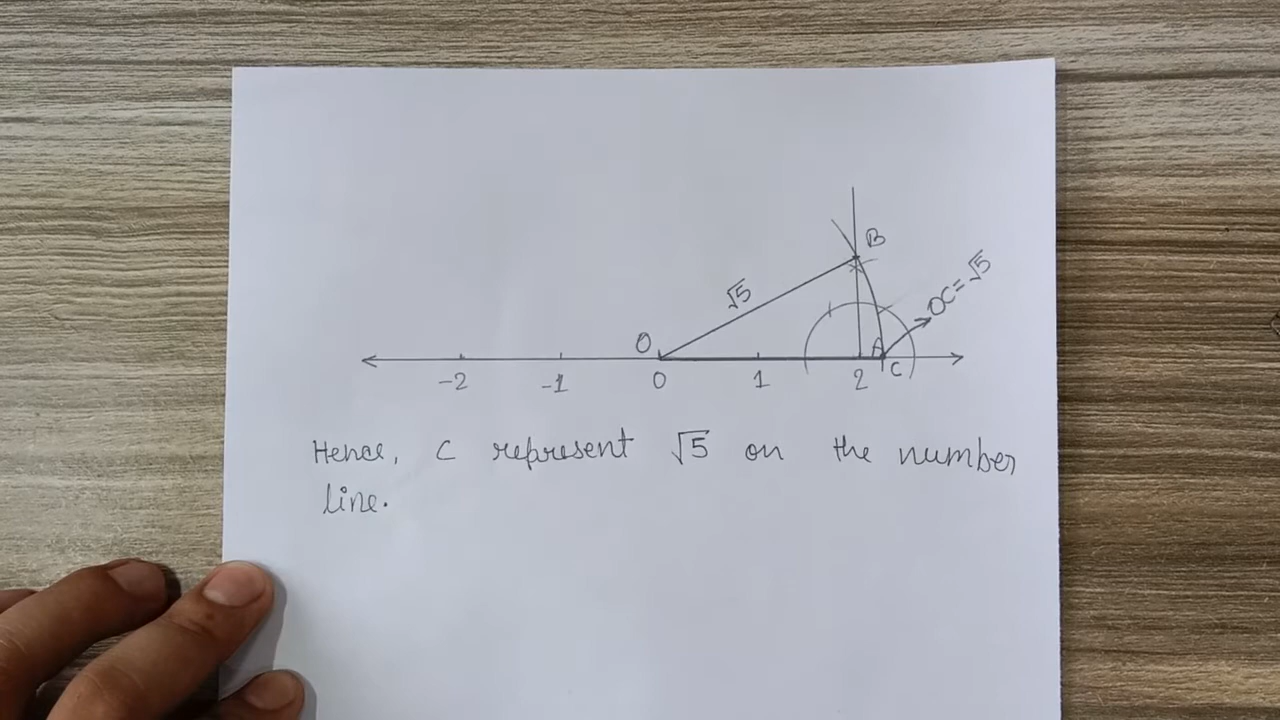 B
√5
OC = √5
O
A
C
-2 -1 0 1 2
Hence, C represent √5 on the number
line.